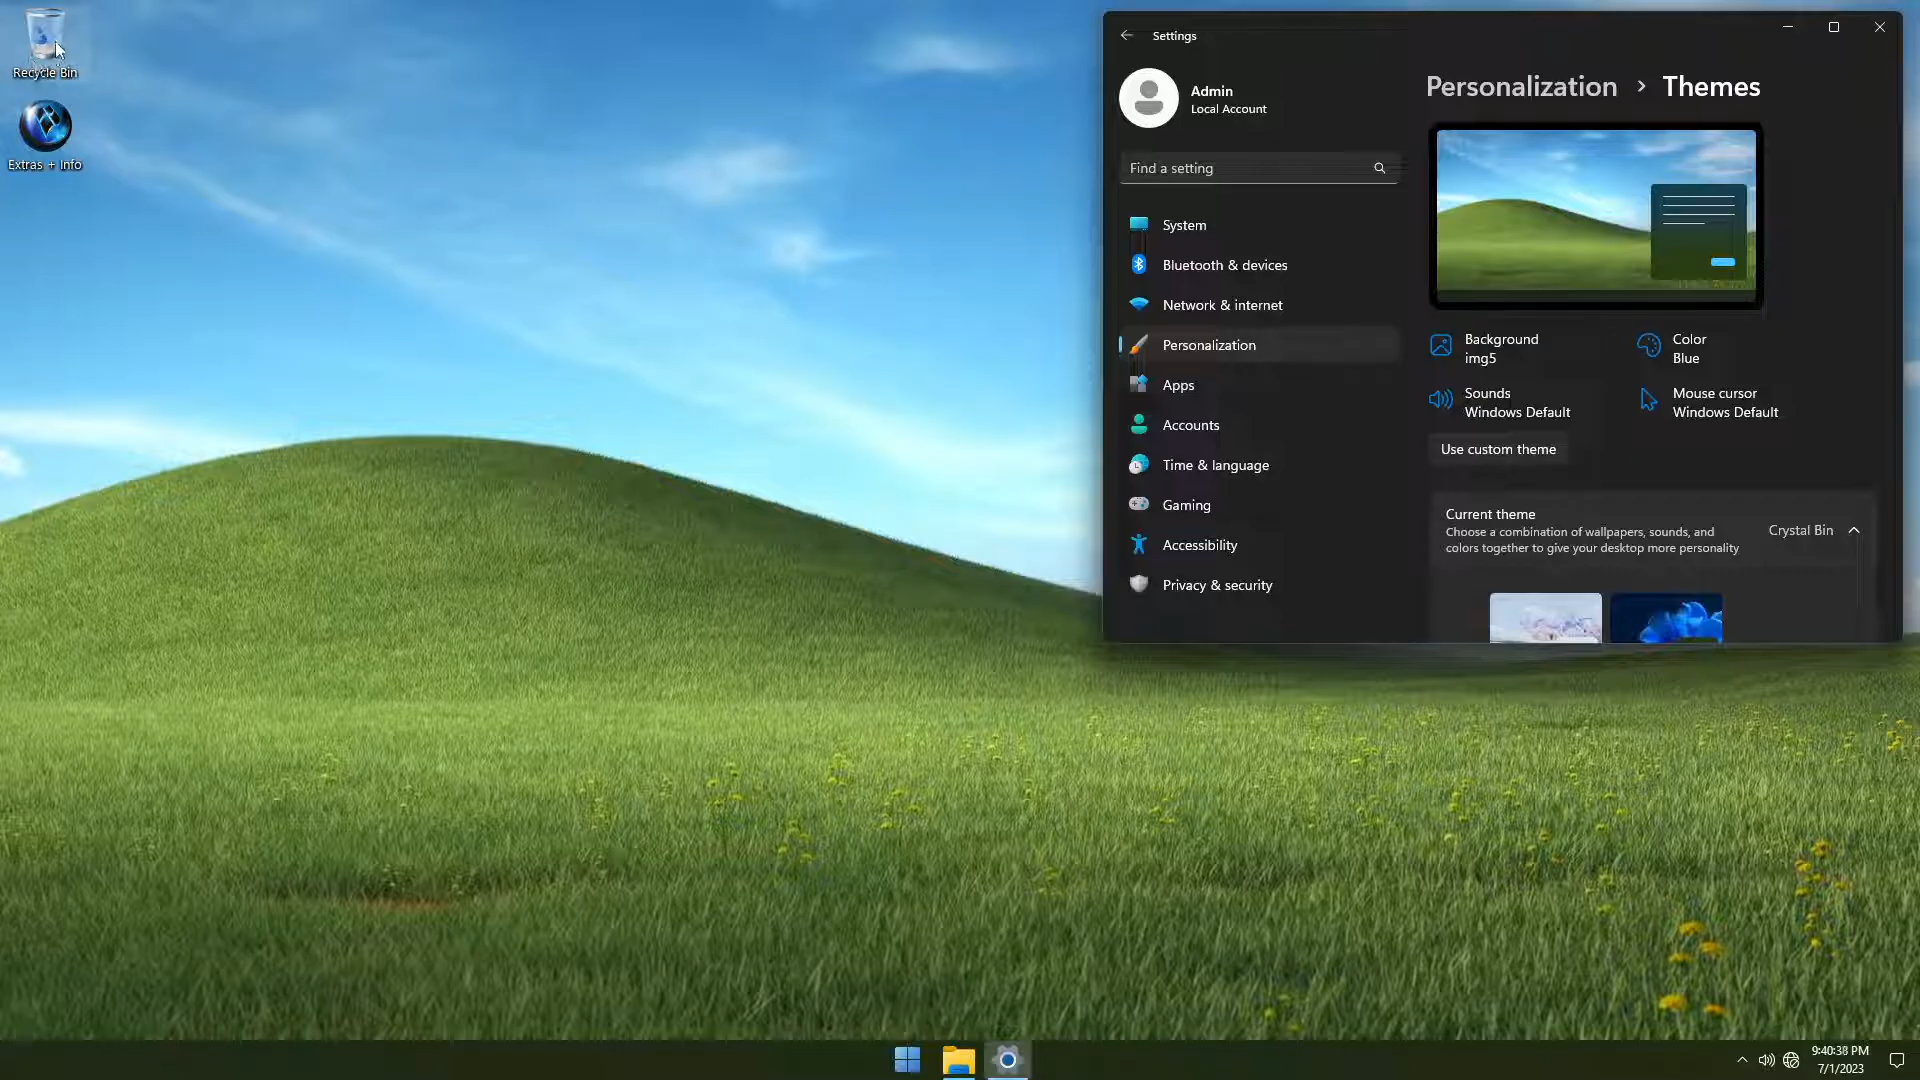 Recycle Bin
Extras + Info
Settings
Admin
Local Account
Find a setting
System
Bluetooth & devices
Network & internet
Personalization
Apps
Accounts
Time & language
Gaming
Accessibility
Privacy & security
Personalization › Themes
Background
img5
Color
Blue
Sounds
Windows Default
Mouse cursor
Windows Default
Use custom theme
Current theme
Choose a combination of wallpapers, sounds, and
colors together to give your desktop more personality
Crystal Bin
9:40:38 PM
7/1/2023